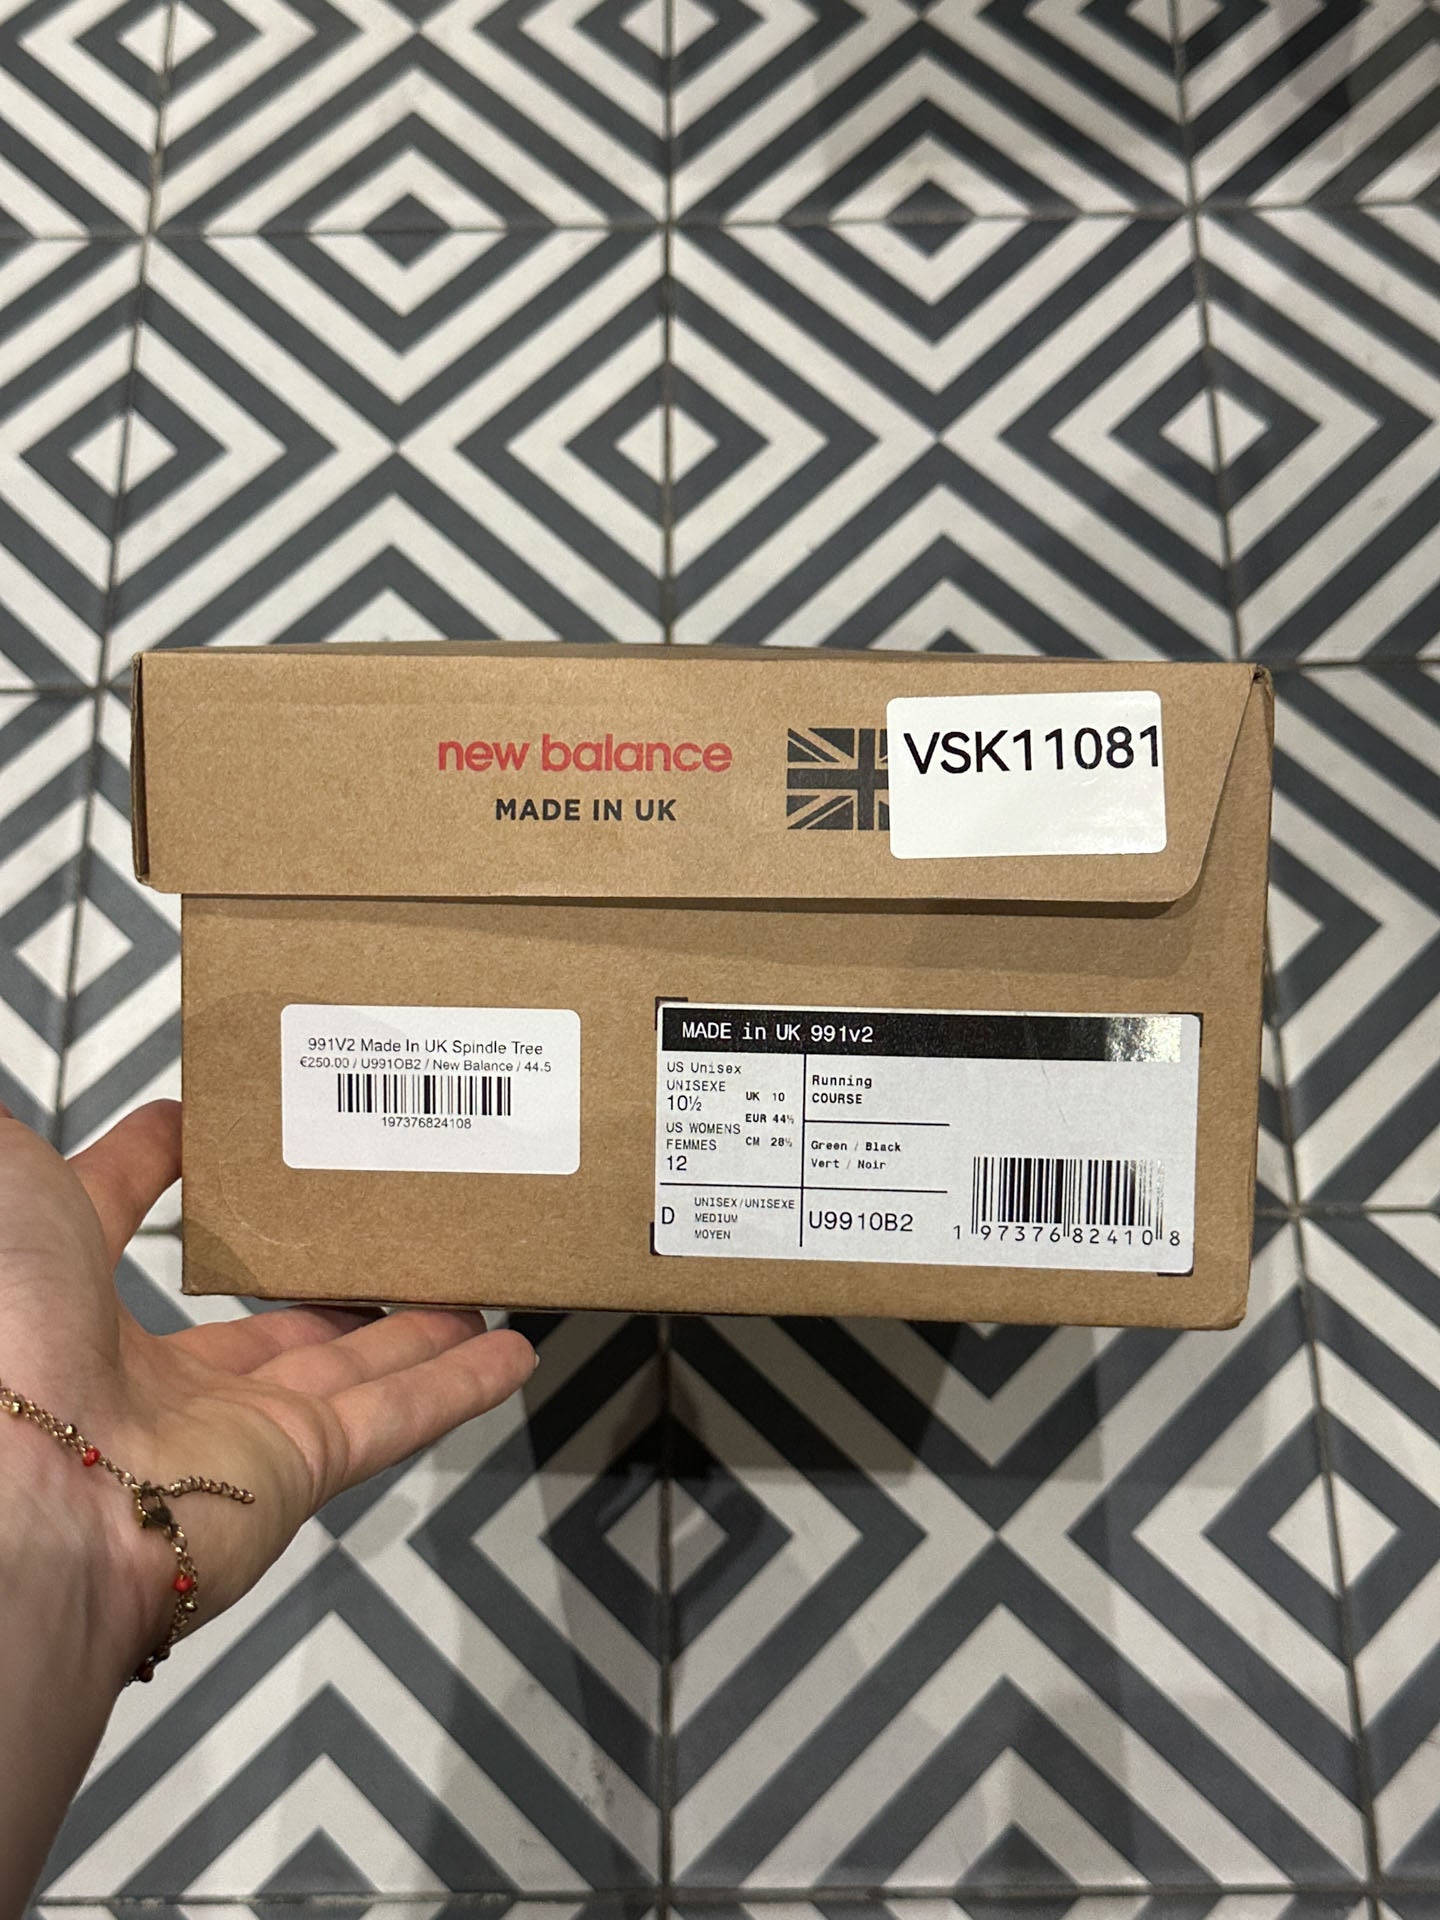 new balance
MADE IN UK
VSK11081
991V2 Made In UK Spindle Tree
€250.00 / U991OB2 / New Balance / 44.5
197376824108
MADE in UK 991v2
US Unisex
UNISEXE
10½
UK 10
EUR 44½
CM 28½
US WOMENS
FEMMES
12
Running
COURSE
Green / Black
Vert / Noir
D
UNISEX/UNISEXE
MEDIUM
MOYEN
U991OB2
1 97376 82410 8